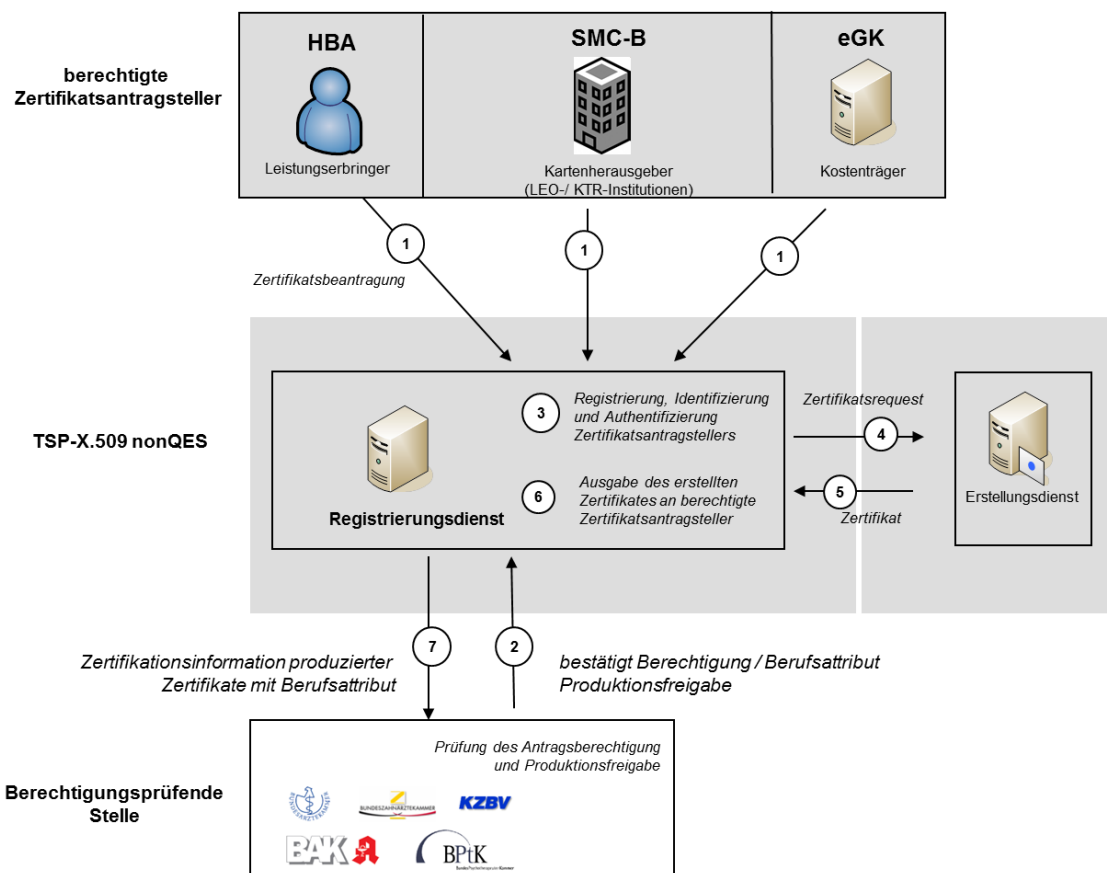 HBA
SMC-B
eGK
berechtigte
Zertifikatsantragsteller
Leistungserbringer
Kartenherausgeber
(LEO-/ KTR-Institutionen)
Kostenträger
1
1
1
Zertifikatsbeantragung
TSP-X.509 nonQES
3
Registrierung, Identifizierung
und Authentifizierung
Zertifikatsantragstellers
6
Ausgabe des erstellten
Zertifikates an berechtigte
Zertifikatsantragsteller
Registrierungsdienst
Zertifikatsrequest
4
5
Zertifikat
Erstellungsdienst
7
2
Zertifikationsinformation produzierter
Zertifikate mit Berufsattribut
bestätigt Berechtigung / Berufsattribut
Produktionsfreigabe
Berechtigungsprüfende
Stelle
Prüfung des Antragsberechtigung
und Produktionsfreigabe
BUNDESÄRZTEKAMMER
BUNDESZAHNÄRZTEKAMMER
KZBV
BAK
BPtK
BundesPsychotherapeutenKammer